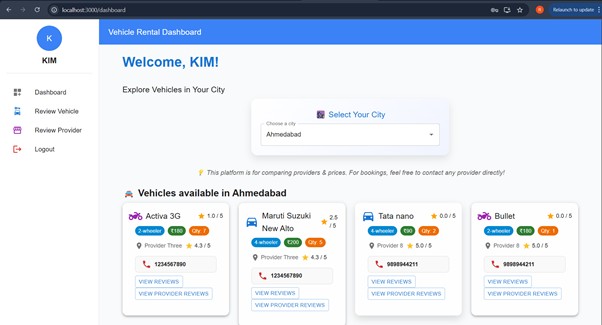 localhost:3000/dashboard
K
Relaunch to update
K
KIM
Dashboard
Review Vehicle
Review Provider
Logout
Vehicle Rental Dashboard
Welcome, KIM!
Explore Vehicles in Your City
Select Your City
Choose a city
Ahmedabad
This platform is for comparing providers & prices. For bookings, feel free to contact any provider directly!
Vehicles available in Ahmedabad
Activa 3G 1.0 / 5
2-wheeler ₹180 Qty: 7
Provider Three 4.3 / 5
1234567890
VIEW REVIEWS
VIEW PROVIDER REVIEWS
Maruti Suzuki New Alto 2.5 / 5
4-wheeler ₹200 Qty: 5
Provider Three 4.3 / 5
1234567890
VIEW REVIEWS
VIEW PROVIDER REVIEWS
Tata nano 0.0 / 5
4-wheeler ₹90 Qty: 2
Provider 8 5.0 / 5
9898944211
VIEW REVIEWS
VIEW PROVIDER REVIEWS
Bullet 0.0 / 5
2-wheeler ₹180 Qty: 1
Provider 8 5.0 / 5
9898944211
VIEW REVIEWS
VIEW PROVIDER REVIEWS